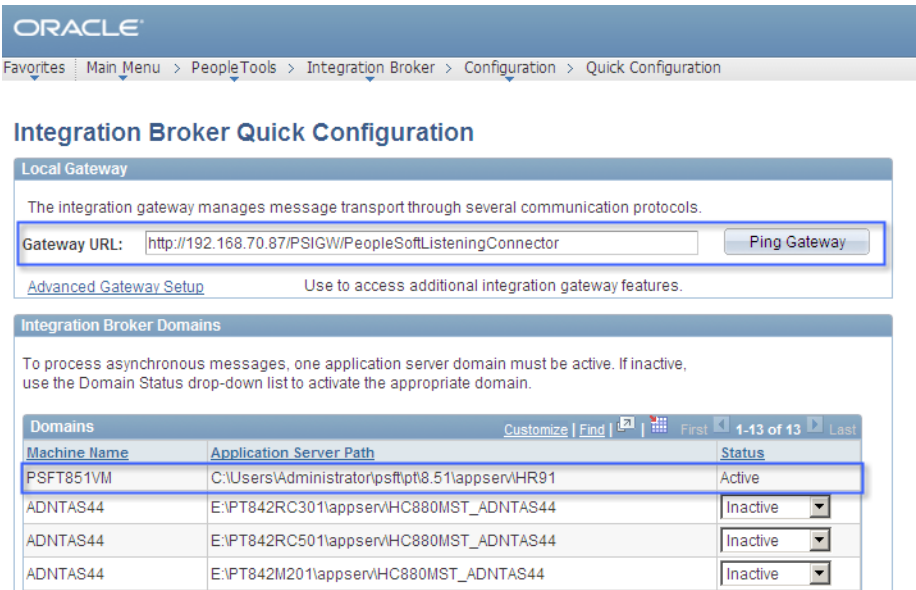 ORACLE
Favorites Main Menu > PeopleTools > Integration Broker > Configuration > Quick Configuration
Integration Broker Quick Configuration
Local Gateway
The integration gateway manages message transport through several communication protocols.
Gateway URL: http://192.168.70.87/PSIGW/PeopleSoftListeningConnector Ping Gateway
Advanced Gateway Setup Use to access additional integration gateway features.
Integration Broker Domains
To process asynchronous messages, one application server domain must be active. If inactive,
use the Domain Status drop-down list to activate the appropriate domain.
Domains Customize | Find | | First 1-13 of 13 Last
Machine Name Application Server Path Status
PSFT851VM C:\Users\Administrator\psft\pt\8.51\appserv\HR91 Active
ADNTAS44 E:\PT842RC301\appserv\HC880MST_ADNTAS44 Inactive
ADNTAS44 E:\PT842RC501\appserv\HC880MST_ADNTAS44 Inactive
ADNTAS44 E:\PT842M201\appserv\HC880MST_ADNTAS44 Inactive